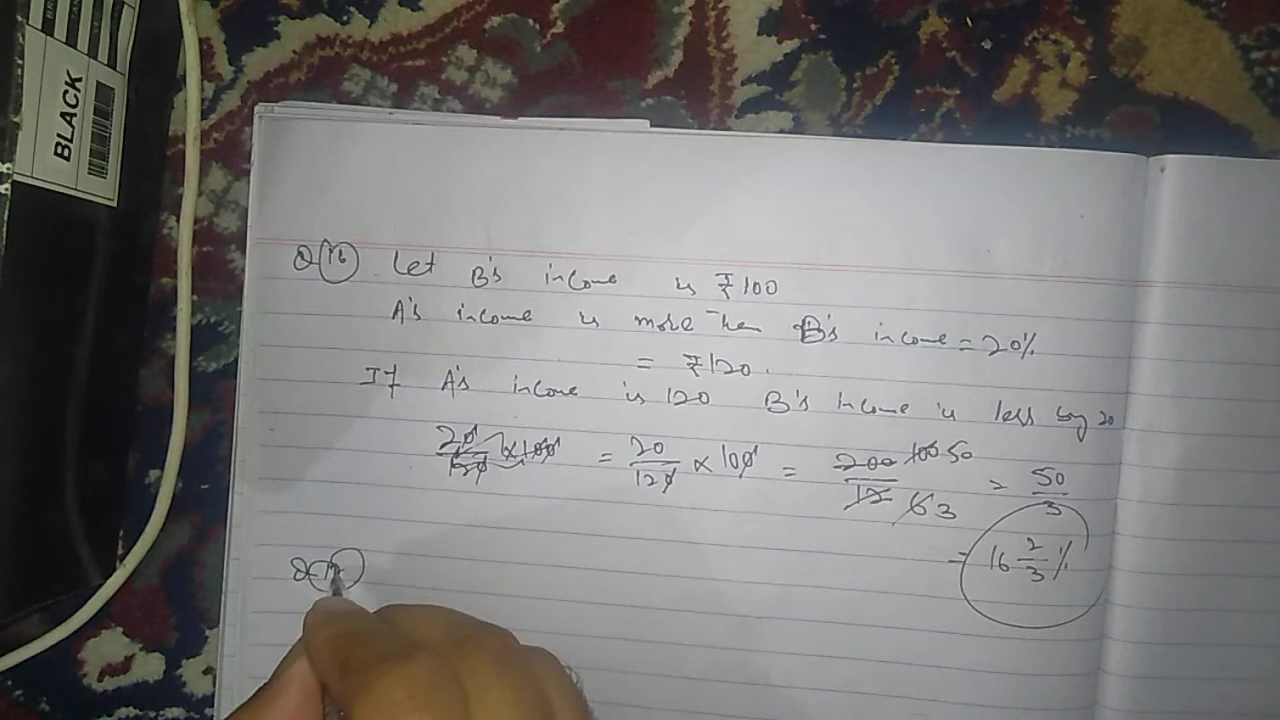 BLACK
Q 16 Let B's income is ₹100
A's income is more then B's income = 20%
= ₹120.
If A's income is 120 B's income is less by 20
20/120 × 100 = 20/120 × 100 = 200/12 100 50 / 6 3 = 50/3
= 16 2/3 %
Q